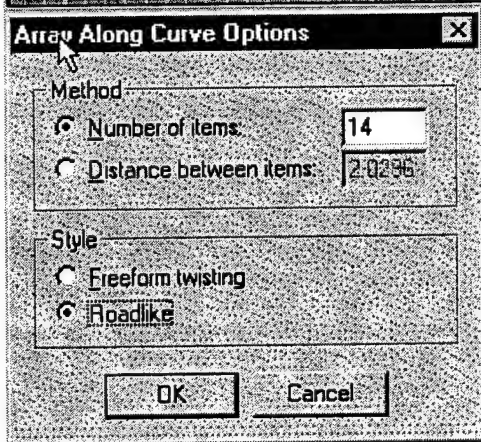 Array Along Curve Options
Method
Number of items: 14
Distance between items: 2.0296
Style
Freeform twisting
Roadlike
OK Cancel